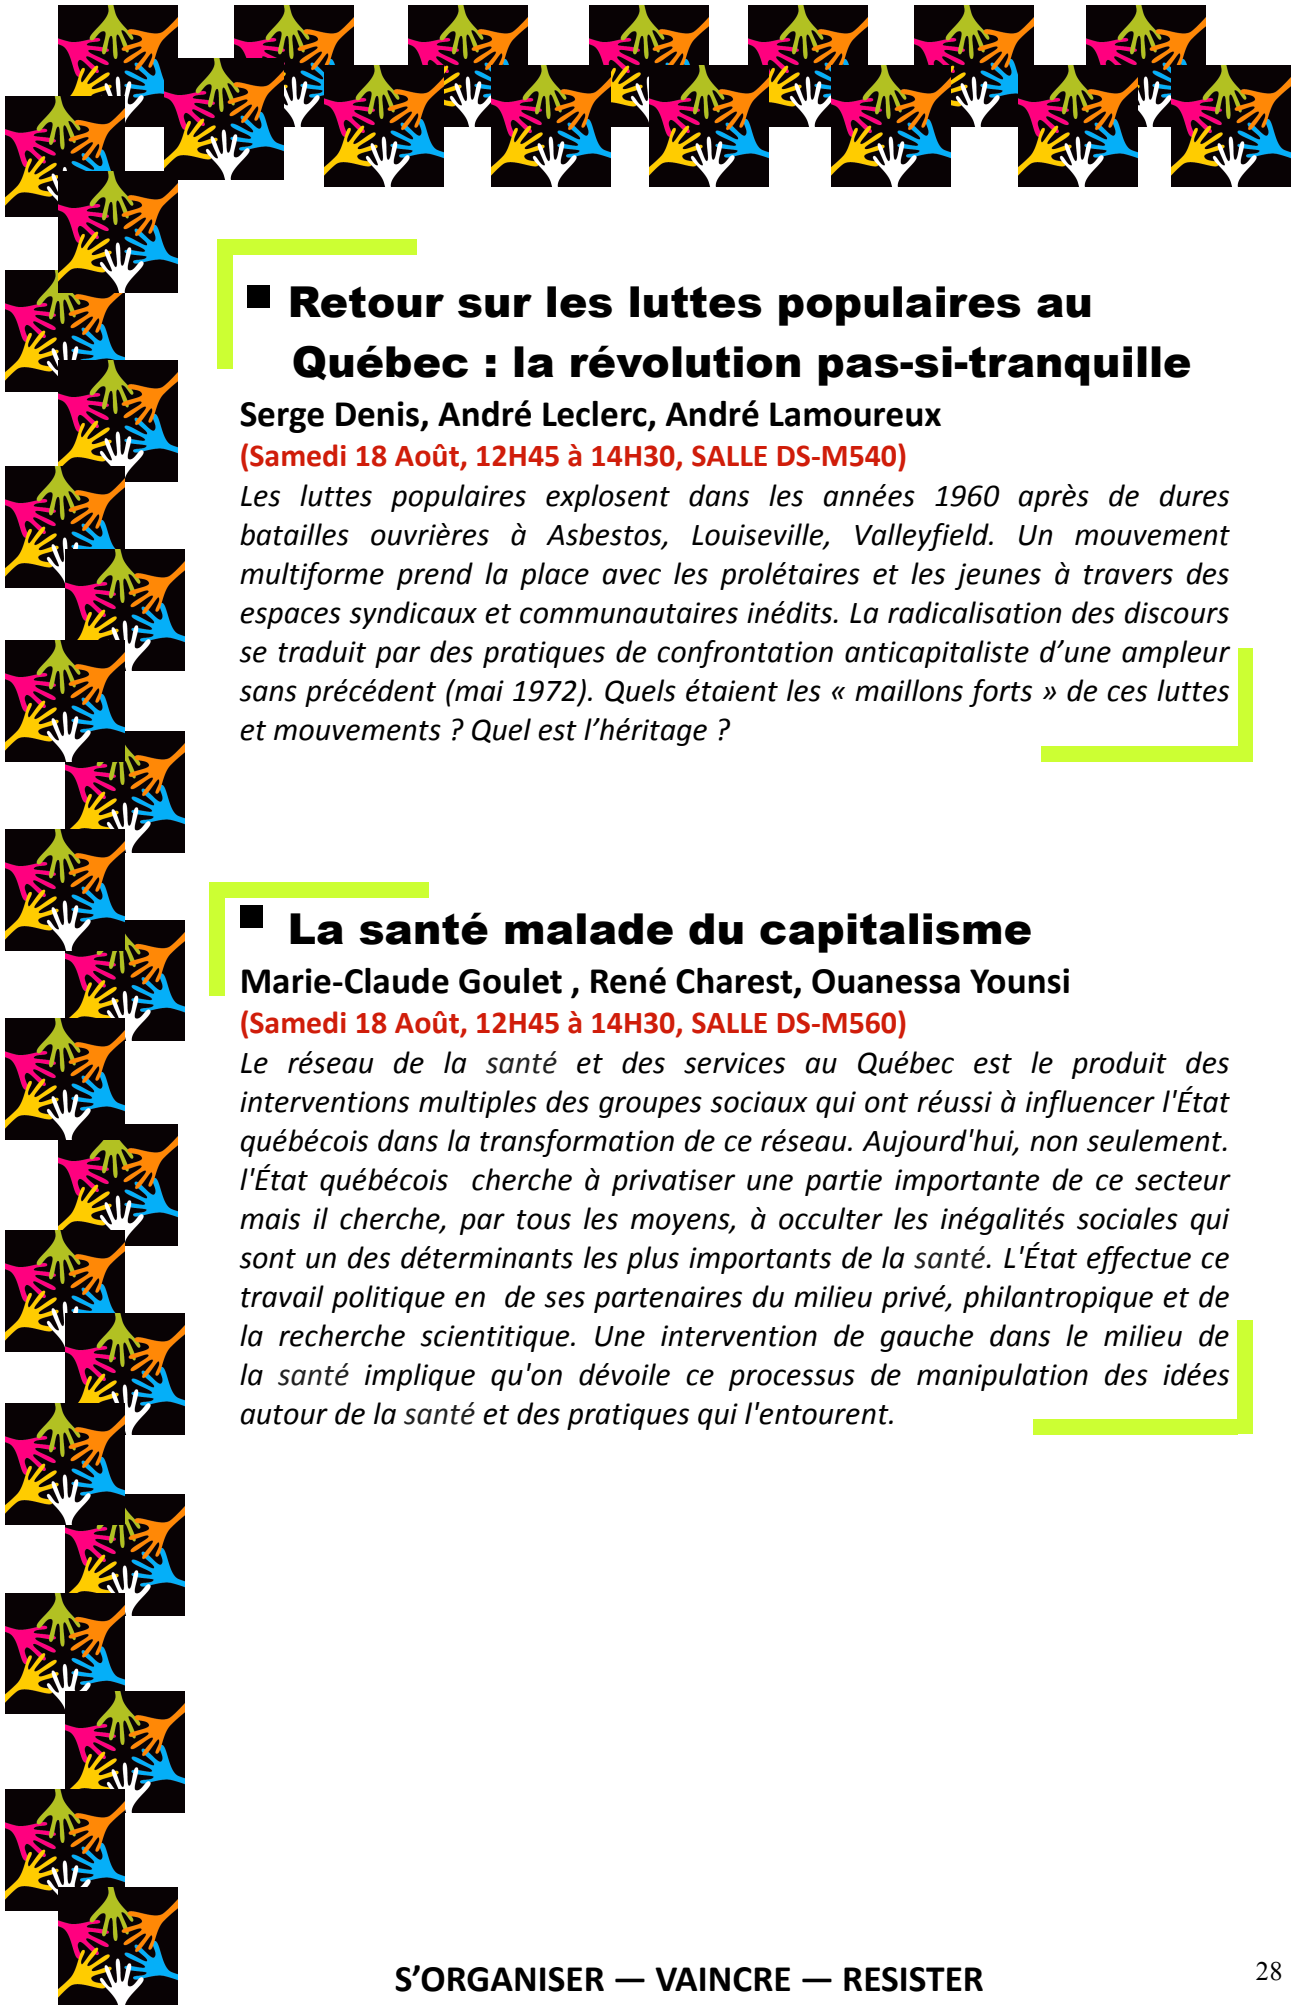 ▪ Retour sur les luttes populaires au
Québec : la révolution pas-si-tranquille
Serge Denis, André Leclerc, André Lamoureux
(Samedi 18 Août, 12H45 à 14H30, SALLE DS-M540)
Les luttes populaires explosent dans les années 1960 après de dures
batailles ouvrières à Asbestos, Louiseville, Valleyfield. Un mouvement
multiforme prend la place avec les prolétaires et les jeunes à travers des
espaces syndicaux et communautaires inédits. La radicalisation des discours
se traduit par des pratiques de confrontation anticapitaliste d’une ampleur
sans précédent (mai 1972). Quels étaient les « maillons forts » de ces luttes
et mouvements ? Quel est l’héritage ?
▪ La santé malade du capitalisme
Marie-Claude Goulet , René Charest, Ouanessa Younsi
(Samedi 18 Août, 12H45 à 14H30, SALLE DS-M560)
Le réseau de la santé et des services au Québec est le produit des
interventions multiples des groupes sociaux qui ont réussi à influencer l'État
québécois dans la transformation de ce réseau. Aujourd'hui, non seulement.
l'État québécois  cherche à privatiser une partie importante de ce secteur
mais il cherche, par tous les moyens, à occulter les inégalités sociales qui
sont un des déterminants les plus importants de la santé. L'État effectue ce
travail politique en  de ses partenaires du milieu privé, philantropique et de
la recherche scientitique. Une intervention de gauche dans le milieu de
la santé implique qu'on dévoile ce processus de manipulation des idées
autour de la santé et des pratiques qui l'entourent.
S’ORGANISER — VAINCRE — RESISTER
28